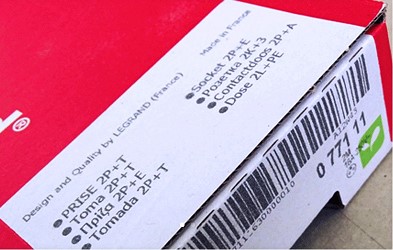 Design and Quality by LEGRAND (France)
Made in France
● PRISE 2P+T
● Toma 2P+T
● Πρίζα 2P+E
● Tomada 2P+T
● Socket 2P+E
● Розетка 2К+З
● Contactdoos 2P+A
● Dose 2L+PE
0 774 11
®